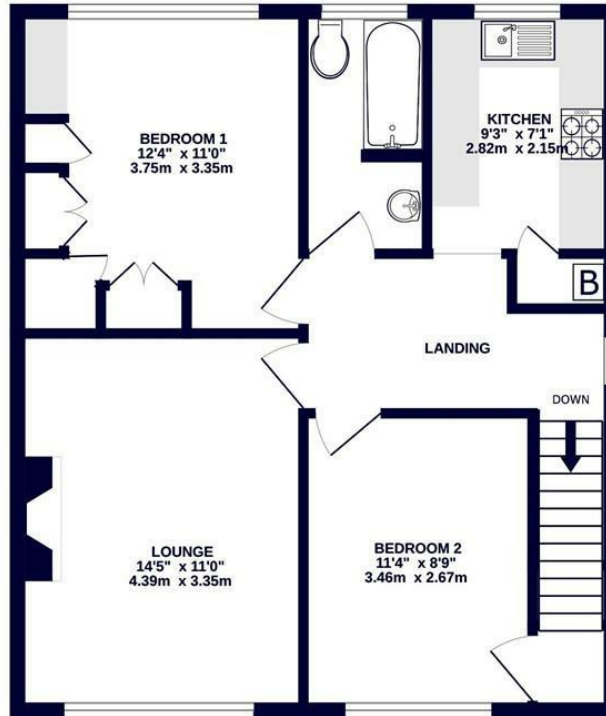 BEDROOM 1
12'4" x 11'0"
3.75m x 3.35m
KITCHEN
9'3" x 7'1"
2.82m x 2.15m
B
LANDING
DOWN
LOUNGE
14'5" x 11'0"
4.39m x 3.35m
BEDROOM 2
11'4" x 8'9"
3.46m x 2.67m